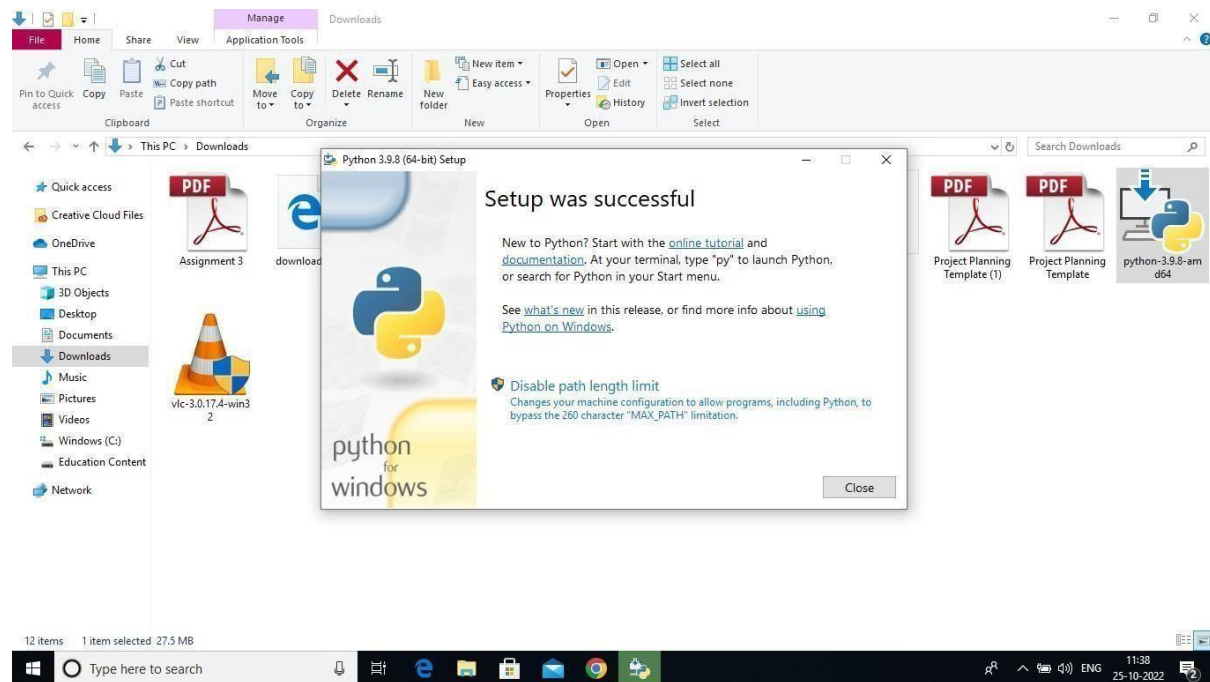 Manage
Downloads
File
Home
Share
View
Application Tools
Pin to Quick
access
Copy
Paste
Cut
Copy path
Paste shortcut
Clipboard
Move
to
Copy
to
Delete
Rename
Organize
New
folder
New item
Easy access
New
Properties
Open
Edit
History
Open
Select all
Select none
Invert selection
Select
This PC › Downloads
Search Downloads
Quick access
Creative Cloud Files
OneDrive
This PC
3D Objects
Desktop
Documents
Downloads
Music
Pictures
Videos
Windows (C:)
Education Content
Network
PDF
Assignment 3
download
vlc-3.0.17.4-win3
2
Python 3.9.8 (64-bit) Setup
Setup was successful
New to Python? Start with the online tutorial and
documentation. At your terminal, type "py" to launch Python,
or search for Python in your Start menu.
See what's new in this release, or find more info about using
Python on Windows.
Disable path length limit
Changes your machine configuration to allow programs, including Python, to
bypass the 260 character "MAX_PATH" limitation.
python
for
windows
Close
PDF
Project Planning
Template (1)
PDF
Project Planning
Template
python-3.9.8-am
d64
12 items
1 item selected 27.5 MB
Type here to search
ENG
11:38
25-10-2022
2